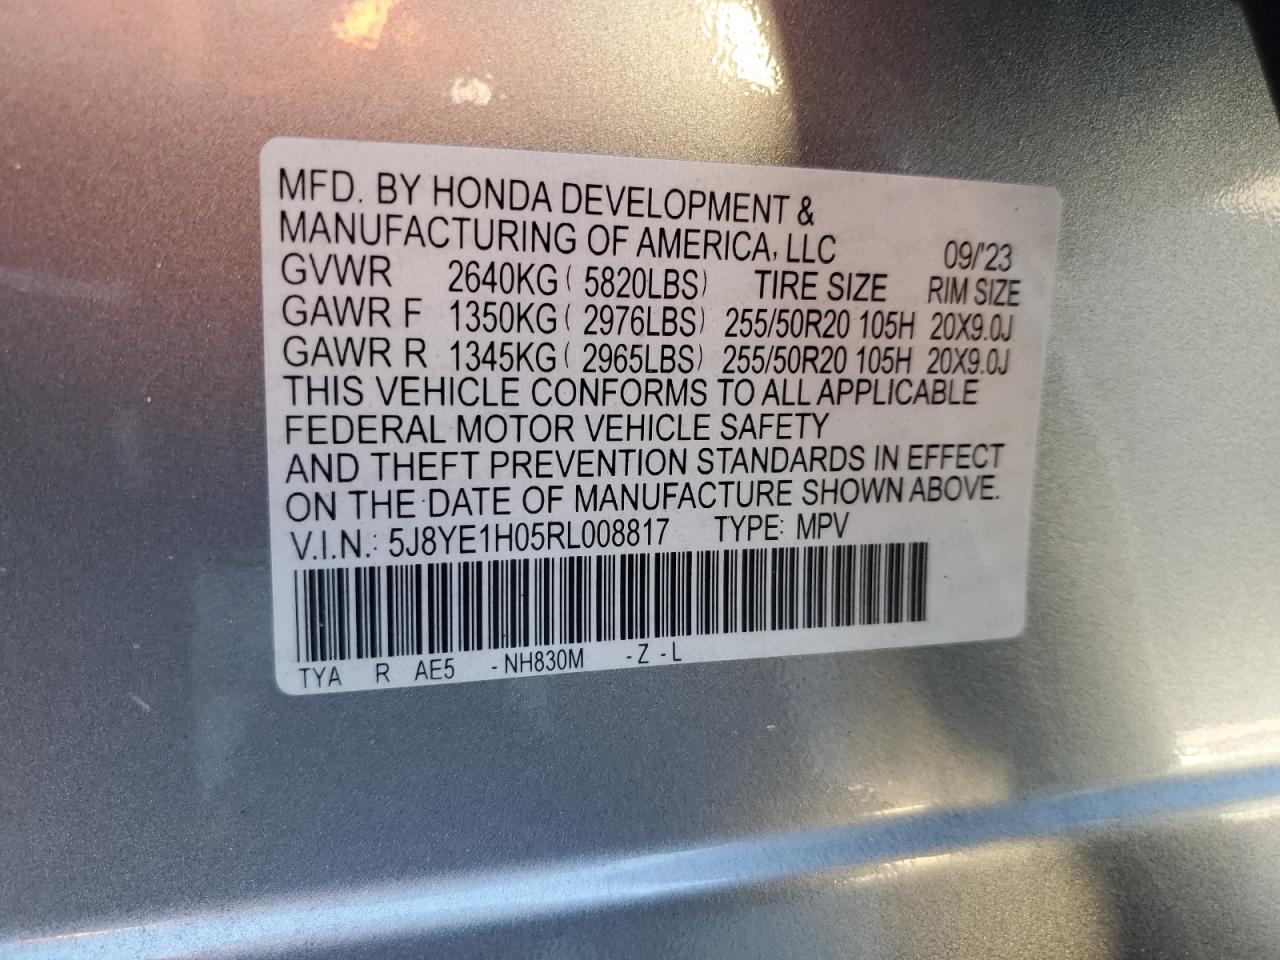 MFD. BY HONDA DEVELOPMENT &
MANUFACTURING OF AMERICA, LLC 09/'23
GVWR 2640KG ( 5820LBS) TIRE SIZE RIM SIZE
GAWR F 1350KG ( 2976LBS) 255/50R20 105H 20X9.0J
GAWR R 1345KG ( 2965LBS) 255/50R20 105H 20X9.0J
THIS VEHICLE CONFORMS TO ALL APPLICABLE
FEDERAL MOTOR VEHICLE SAFETY
AND THEFT PREVENTION STANDARDS IN EFFECT
ON THE DATE OF MANUFACTURE SHOWN ABOVE.
V.I.N.: 5J8YE1H05RL008817 TYPE: MPV
TYA R AE5 -NH830M -Z -L